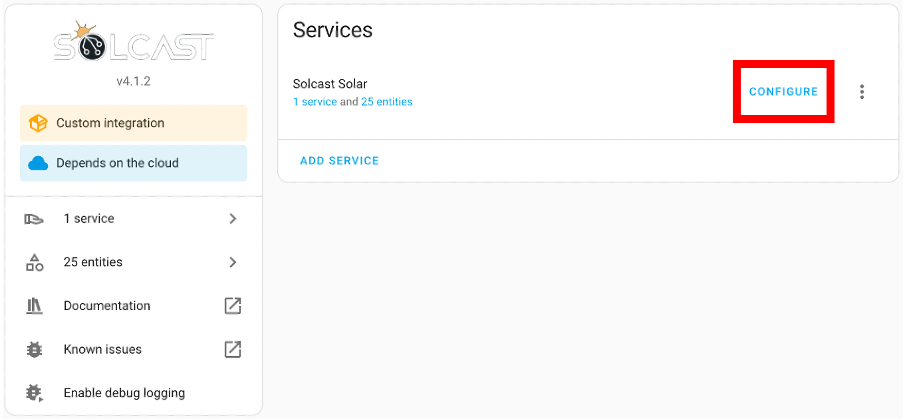 SOLCAST
v4.1.2
Custom integration
Depends on the cloud
1 service
25 entities
Documentation
Known issues
Enable debug logging
Services
Solcast Solar
1 service and 25 entities
CONFIGURE
ADD SERVICE